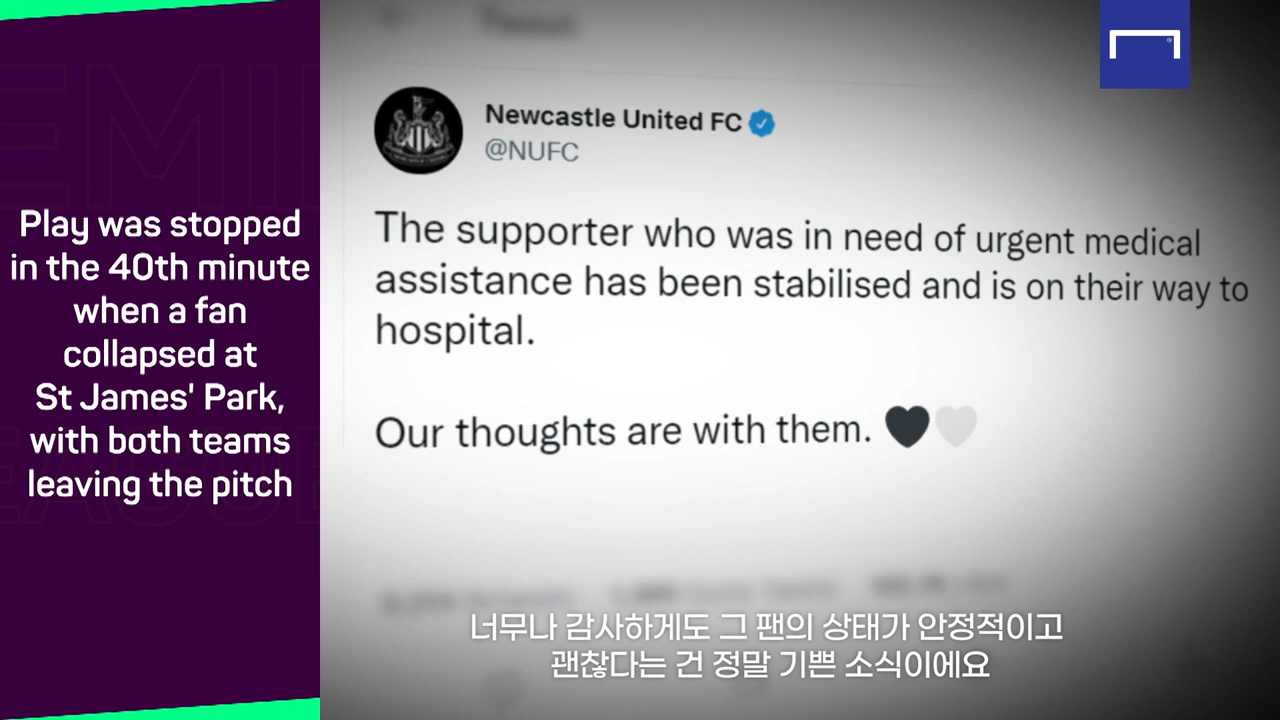 Play was stopped
in the 40th minute
when a fan
collapsed at
St James' Park,
with both teams
leaving the pitch
Newcastle United FC
@NUFC
The supporter who was in need of urgent medical
assistance has been stabilised and is on their way to
hospital.
Our thoughts are with them. 🖤🤍
너무나 감사하게도 그 팬의 상태가 안정적이고
괜찮다는 건 정말 기쁜 소식이에요